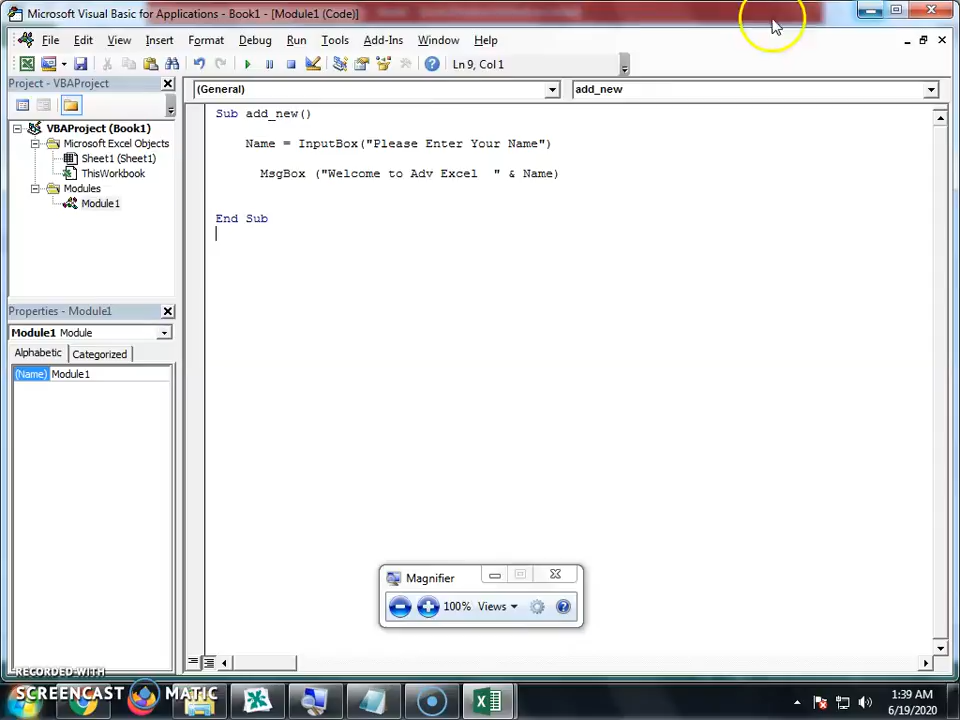 Microsoft Visual Basic for Applications - Book1 - [Module1 (Code)]
File Edit View Insert Format Debug Run Tools Add-Ins Window Help
Ln 9, Col 1
Project - VBAProject
(General)
add_new
VBAProject (Book1)
Microsoft Excel Objects
Sheet1 (Sheet1)
ThisWorkbook
Modules
Module1
Sub add_new()
Name = InputBox("Please Enter Your Name")
MsgBox ("Welcome to Adv Excel  " & Name)
End Sub
Properties - Module1
Module1 Module
Alphabetic Categorized
(Name) Module1
Magnifier
100% Views
RECORDED WITH
SCREENCAST MATIC
1:39 AM
6/19/2020